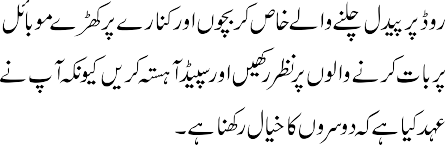 روڈ پر پیدل چلنے والے خاص کر بچوں اور کنارے پر کھڑے موبائل
پر بات کرنے والوں پر نظر رکھیں اور سپیڈ آہستہ کریں کیونکہ آپ نے
عہد کیا ہے کہ دوسروں کا خیال رکھنا ہے۔